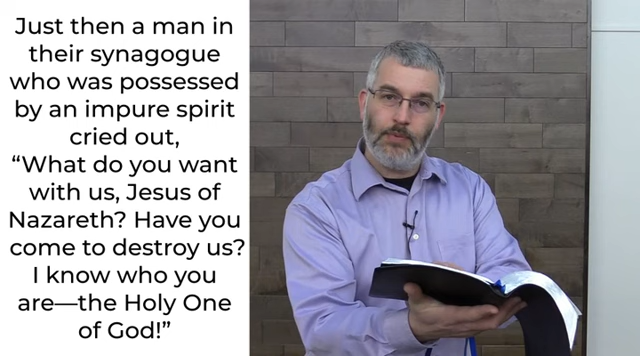 Just then a man in
their synagogue
who was possessed
by an impure spirit
cried out,
“What do you want
with us, Jesus of
Nazareth? Have you
come to destroy us?
I know who you
are—the Holy One
of God!”